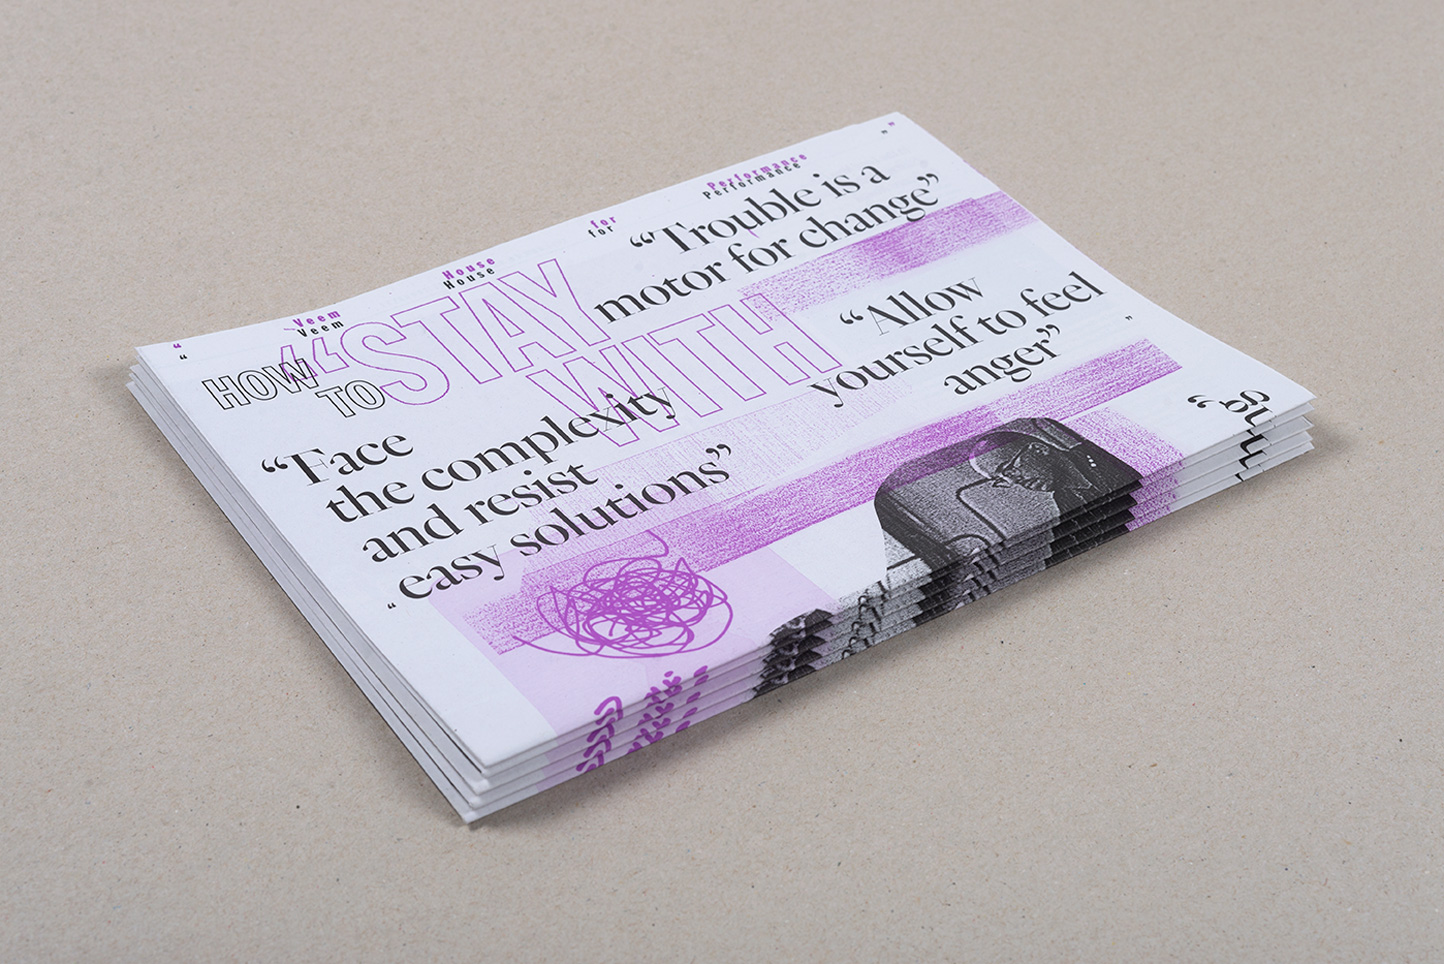 Veem House for Performance
Veem House for Performance
HOW
TO
“STAY
WITH
“Trouble is a
motor for change”
“Allow
yourself to feel
anger”
“Face
the complexity
and resist
easy solutions”